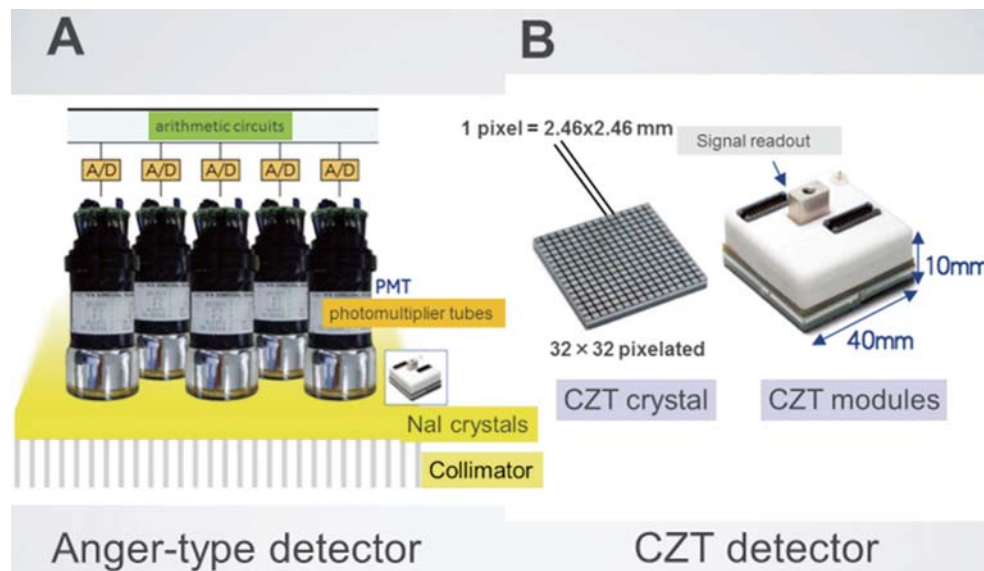 A
arithmetic circuits
A/D A/D A/D A/D A/D
PMT
photomultiplier tubes
NaI crystals
Collimator
Anger-type detector
B
1 pixel = 2.46x2.46 mm
Signal readout
10mm
40mm
32 × 32 pixelated
CZT crystal
CZT modules
CZT detector